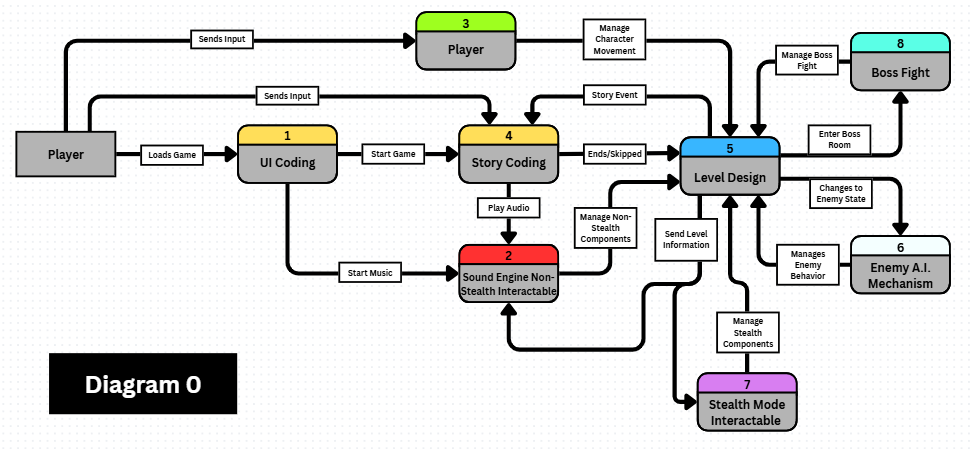 3
Player
Sends Input
Manage
Character
Movement
8
Boss Fight
Manage Boss
Fight
Sends Input
Story Event
Player
Loads Game
1
UI Coding
Start Game
4
Story Coding
Ends/Skipped
5
Level Design
Enter Boss
Room
Changes to
Enemy State
Play Audio
Manage Non-
Stealth
Components
Send Level
Information
6
Enemy A.I.
Mechanism
Manages
Enemy
Behavior
Start Music
2
Sound Engine Non-
Stealth Interactable
Manage
Stealth
Components
7
Stealth Mode
Interactable
Diagram 0